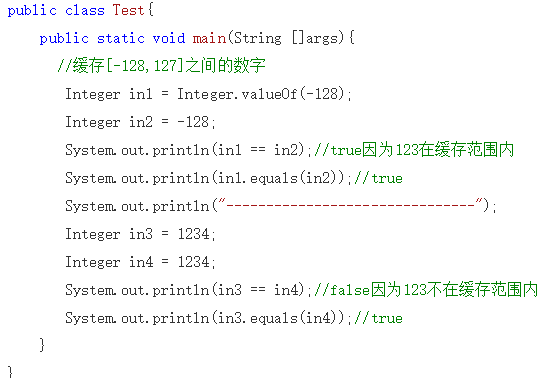 public class Test{
    public static void main(String []args){
      //缓存[-128,127]之间的数字
       Integer in1 = Integer.valueOf(-128);
       Integer in2 = -128;
       System.out.println(in1 == in2);//true因为123在缓存范围内
       System.out.println(in1.equals(in2));//true
       System.out.println("-------------------------------");
       Integer in3 = 1234;
       Integer in4 = 1234;
       System.out.println(in3 == in4);//false因为123不在缓存范围内
       System.out.println(in3.equals(in4));//true
    }
}